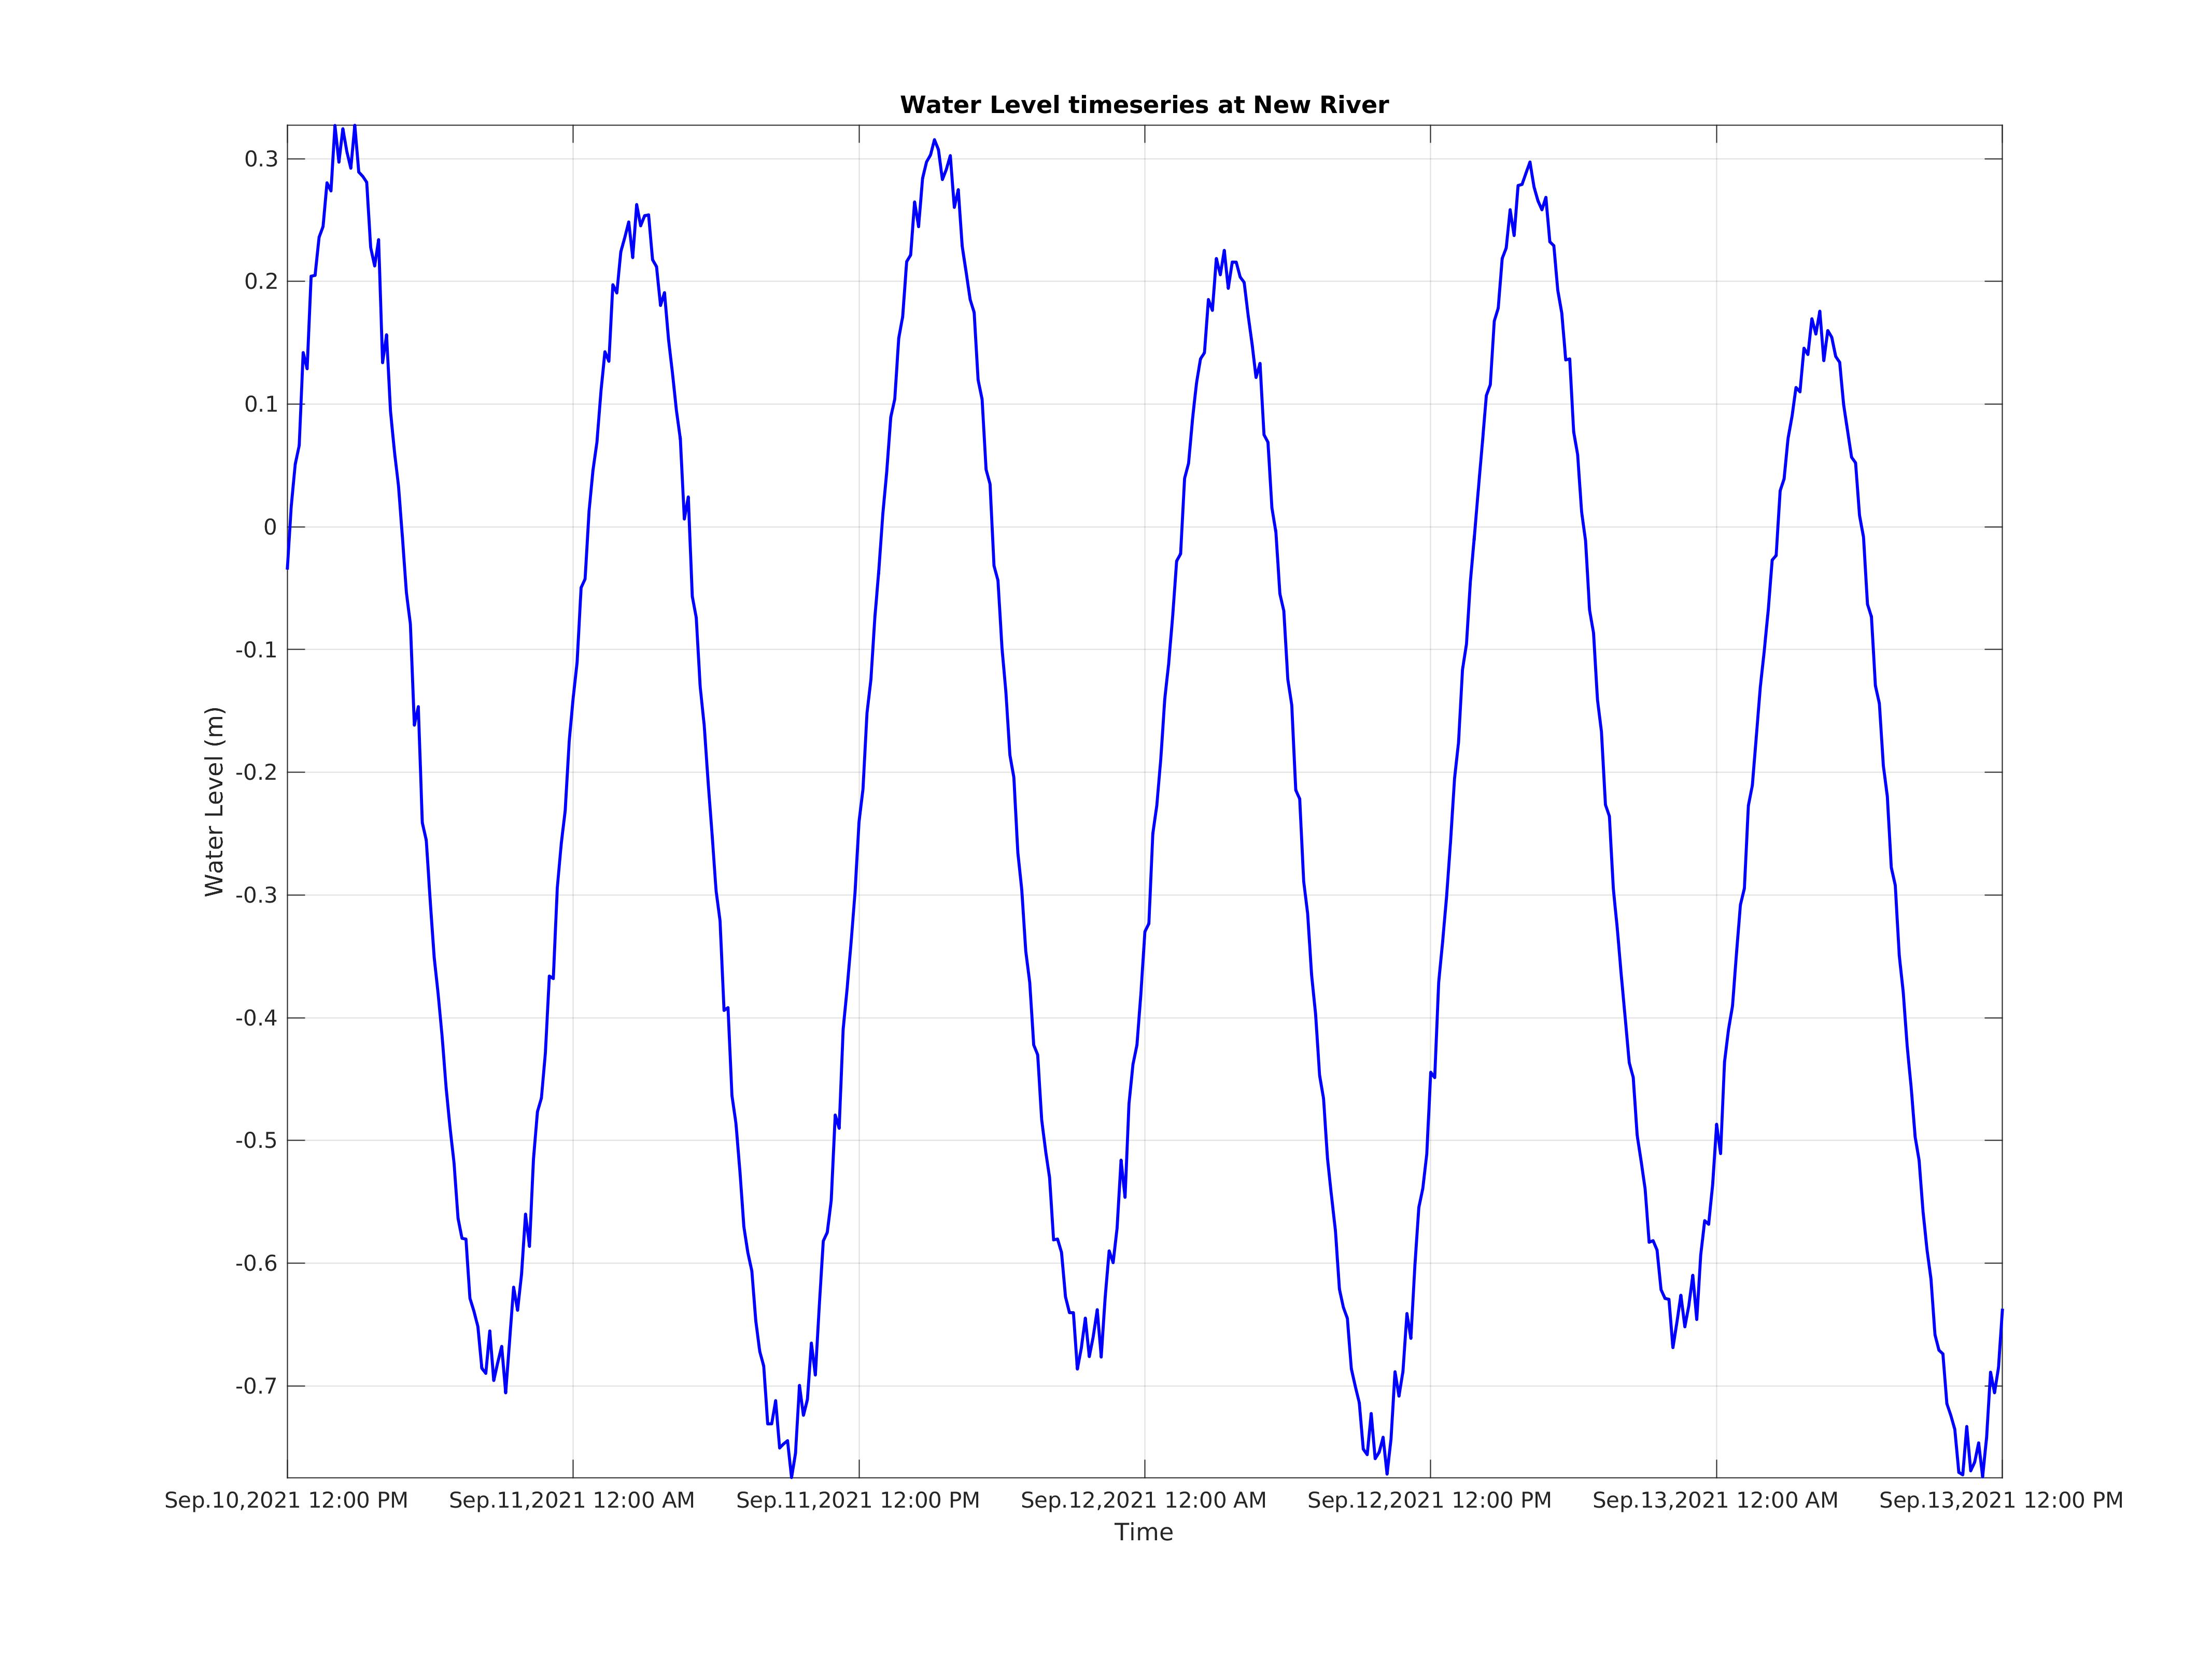 Water Level timeseries at New River
0.3
0.2
0.1
0
-0.1
-0.2
-0.3
-0.4
-0.5
-0.6
-0.7
Water Level (m)
Sep.10,2021 12:00 PM
Sep.11,2021 12:00 AM
Sep.11,2021 12:00 PM
Sep.12,2021 12:00 AM
Sep.12,2021 12:00 PM
Sep.13,2021 12:00 AM
Sep.13,2021 12:00 PM
Time